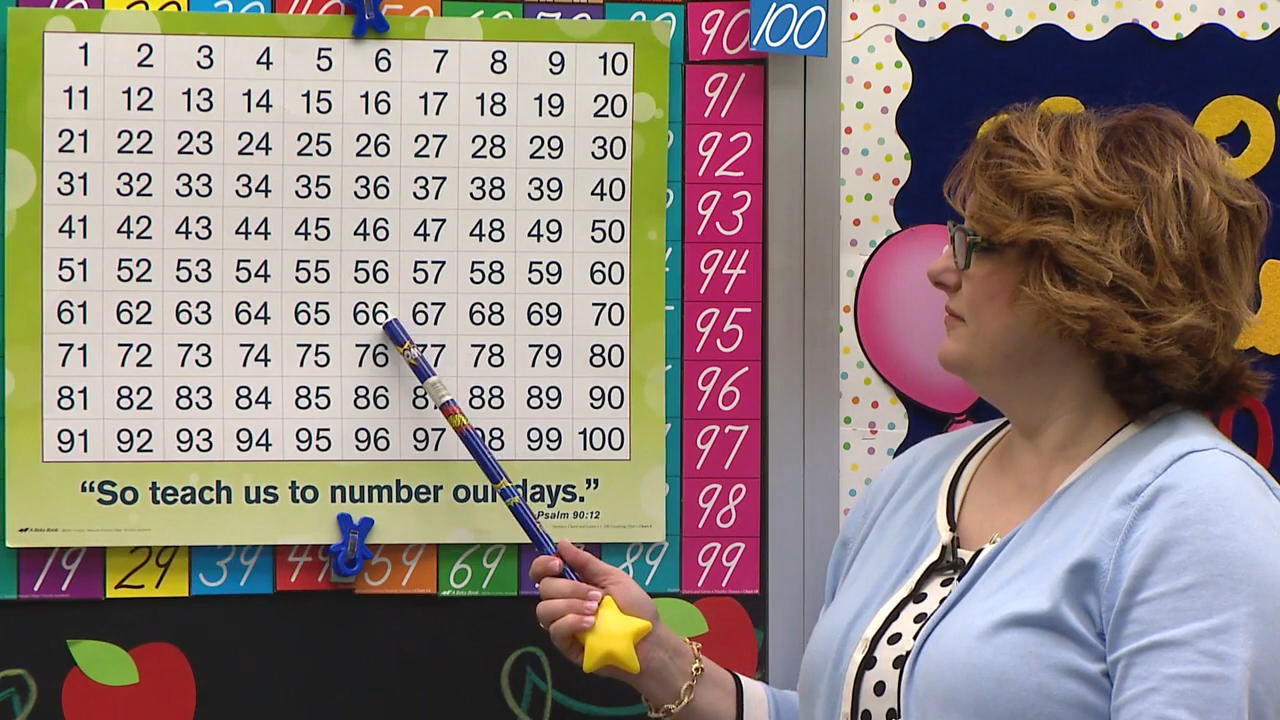 90 100
1 2 3 4 5 6 7 8 9 10
11 12 13 14 15 16 17 18 19 20
21 22 23 24 25 26 27 28 29 30
31 32 33 34 35 36 37 38 39 40
41 42 43 44 45 46 47 48 49 50
51 52 53 54 55 56 57 58 59 60
61 62 63 64 65 66 67 68 69 70
71 72 73 74 75 76 77 78 79 80
81 82 83 84 85 86 87 88 89 90
91 92 93 94 95 96 97 98 99 100
“So teach us to number our days.”
Psalm 90:12
A Beka Book
91
92
93
94
95
96
97
98
99
19 29 39 49 59 69 89